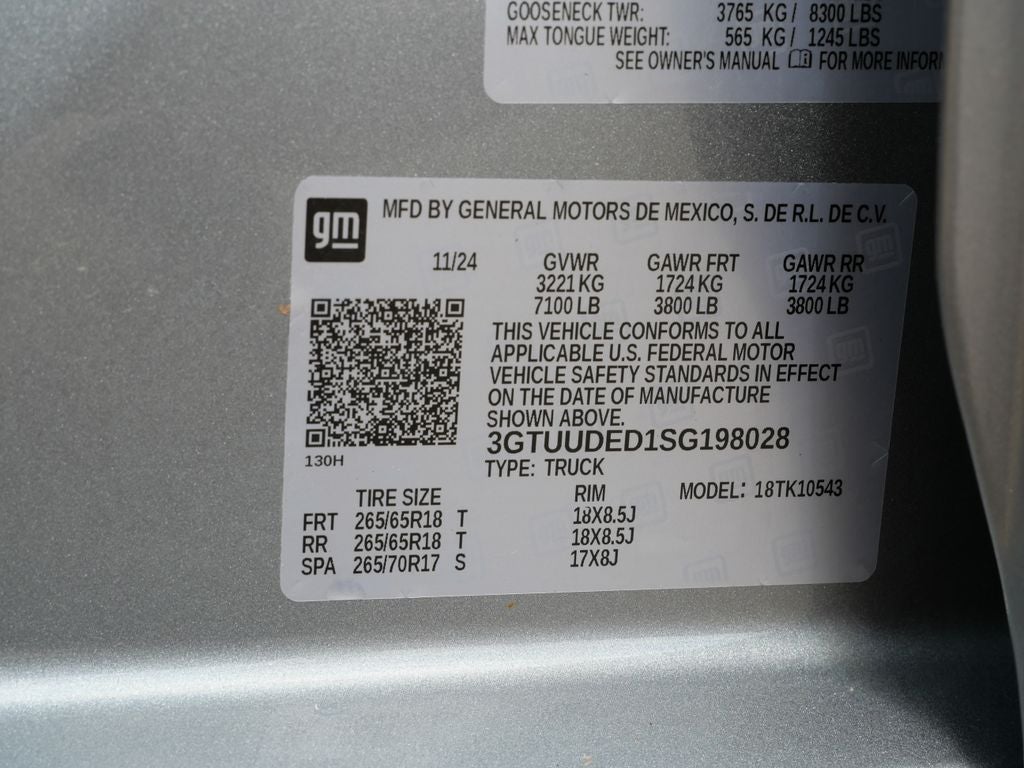 GOOSENECK TWR: 3765 KG / 8300 LBS
MAX TONGUE WEIGHT: 565 KG / 1245 LBS
SEE OWNER'S MANUAL FOR MORE
gm
MFD BY GENERAL MOTORS DE MEXICO, S. DE R.L. DE C.V.
11/24 GVWR GAWR FRT GAWR RR
3221 KG 1724 KG 1724 KG
7100 LB 3800 LB 3800 LB
THIS VEHICLE CONFORMS TO ALL
APPLICABLE U.S. FEDERAL MOTOR
VEHICLE SAFETY STANDARDS IN EFFECT
ON THE DATE OF MANUFACTURE
SHOWN ABOVE.
3GTUUDED1SG198028
130H
TYPE: TRUCK
TIRE SIZE RIM MODEL: 18TK10543
FRT 265/65R18 T 18X8.5J
RR 265/65R18 T 18X8.5J
SPA 265/70R17 S 17X8J